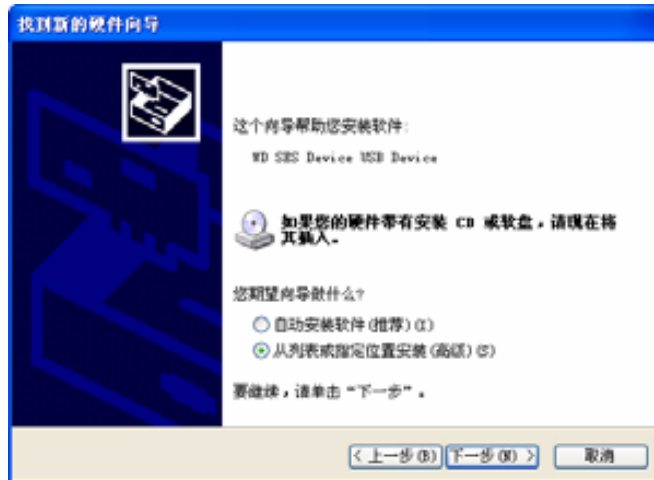 找到新的硬件向导
这个向导帮助您安装软件:
WD SES Device USB Device
如果您的硬件带有安装 CD 或软盘，请现在将
其插入。
您期望向导做什么?
自动安装软件(推荐)(I)
从列表或指定位置安装(高级)(S)
要继续，请单击“下一步”。
< 上一步(B)
下一步(N) >
取消